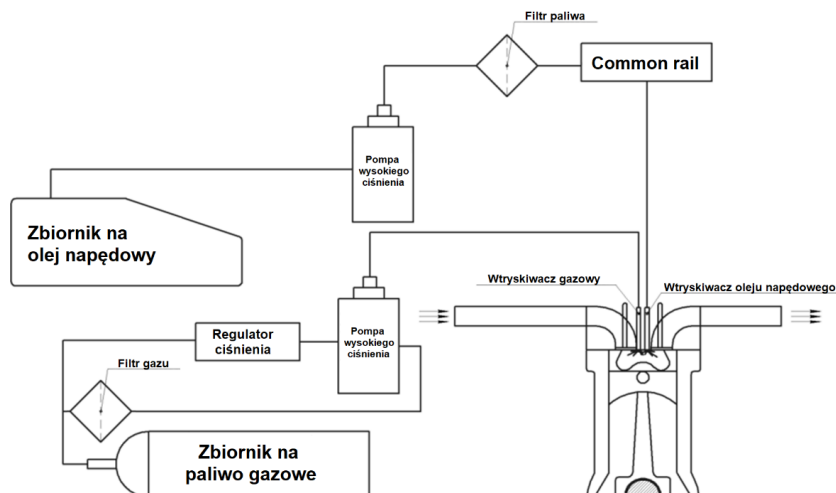 Filtr paliwa
Common rail
Pompa
wysokiego
ciśnienia
Zbiornik na
olej napędowy
Wtryskiwacz gazowy
Wtryskiwacz oleju napędowego
Regulator
ciśnienia
Pompa
wysokiego
ciśnienia
Filtr gazu
Zbiornik na
paliwo gazowe